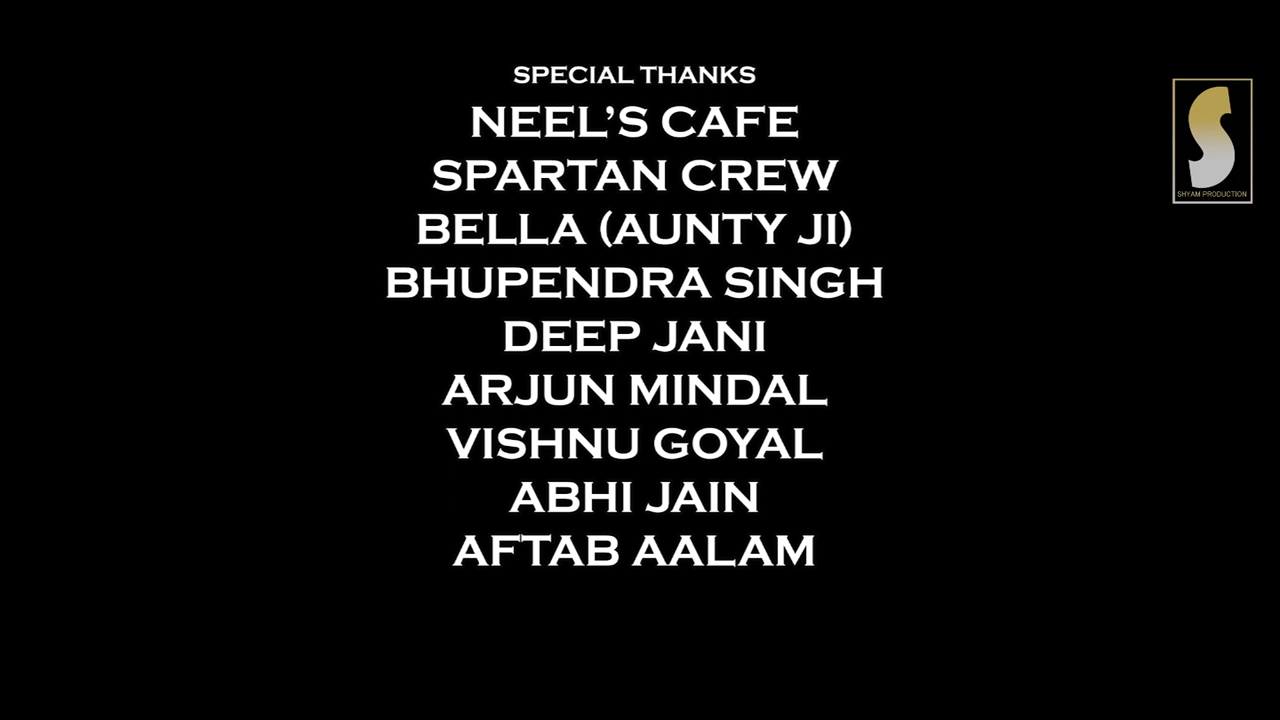 SPECIAL THANKS
NEEL’S CAFE
SPARTAN CREW
BELLA (AUNTY JI)
BHUPENDRA SINGH
DEEP JANI
ARJUN MINDAL
VISHNU GOYAL
ABHI JAIN
AFTAB AALAM
S
SHYAM PRODUCTION